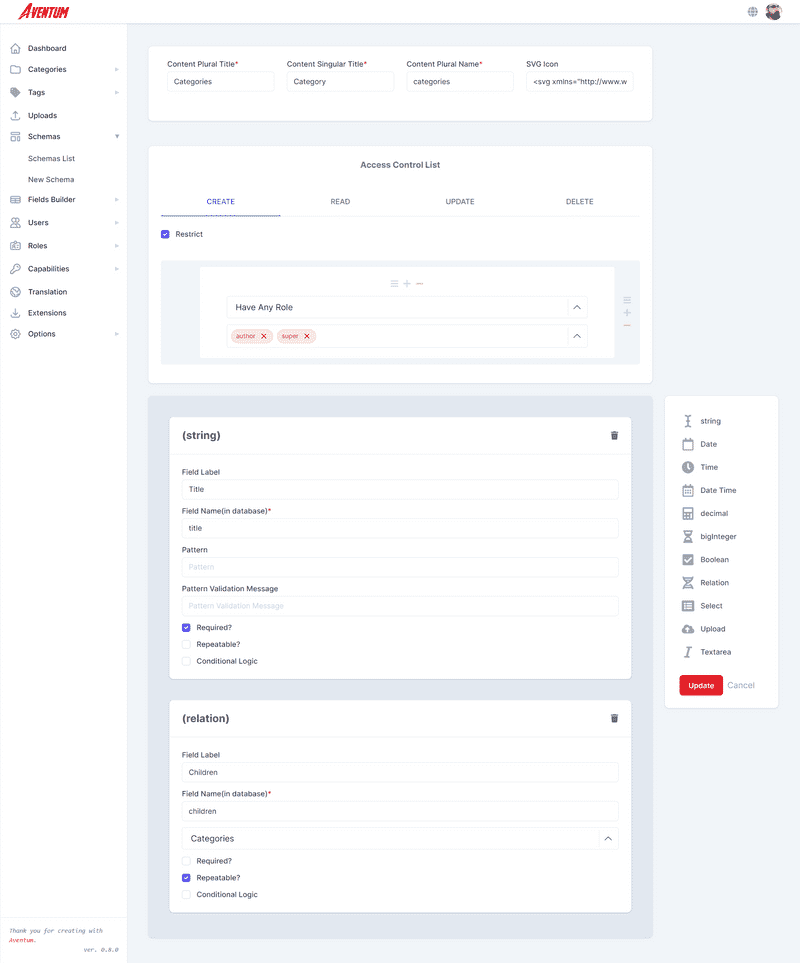 AVENTUM
Dashboard
Categories
Tags
Uploads
Schemas
Schemas List
New Schema
Fields Builder
Users
Roles
Capabilities
Translation
Extensions
Options
Thank you for creating with
Aventum.
ver. 0.8.0
Content Plural Title* Content Singular Title* Content Plural Name* SVG Icon
Categories Category categories <svg xmlns="http://www.w
Access Control List
CREATE READ UPDATE DELETE
Restrict
Have Any Role
author super
(string)
Field Label
Title
Field Name(in database)*
title
Pattern
Pattern
Pattern Validation Message
Pattern Validation Message
Required?
Repeatable?
Conditional Logic
(relation)
Field Label
Children
Field Name(in database)*
children
Categories
Required?
Repeatable?
Conditional Logic
string
Date
Time
Date Time
decimal
bigInteger
Boolean
Relation
Select
Upload
Textarea
Update Cancel